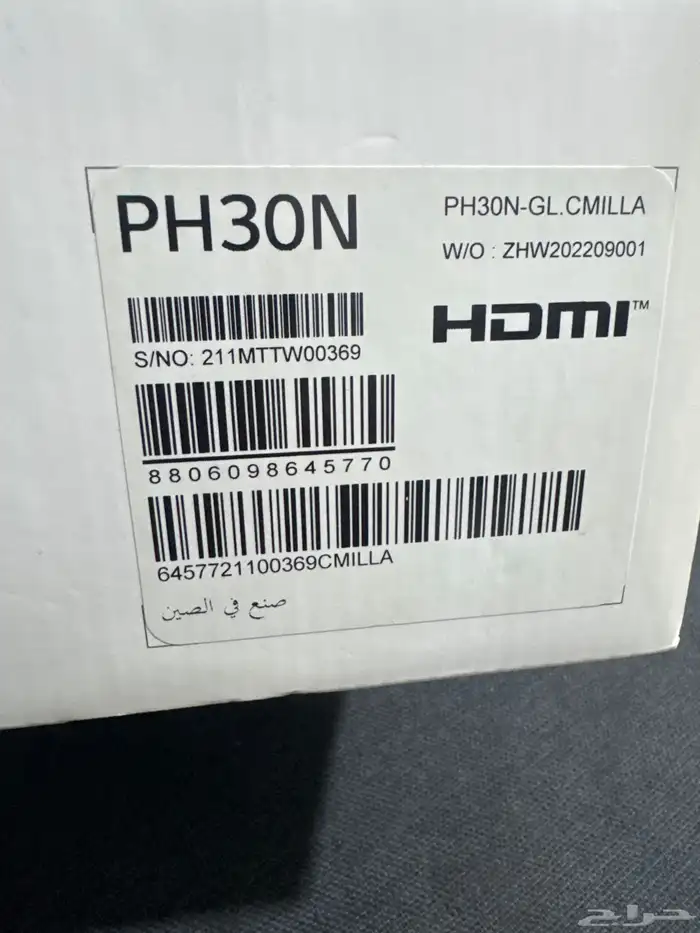 PH30N
PH30N-GL.CMILLA
W/O : ZHW202209001
HDMI™
S/NO: 211MTTW00369
8806098645770
6457721100369CMILLA
صنع في الصين
حراج